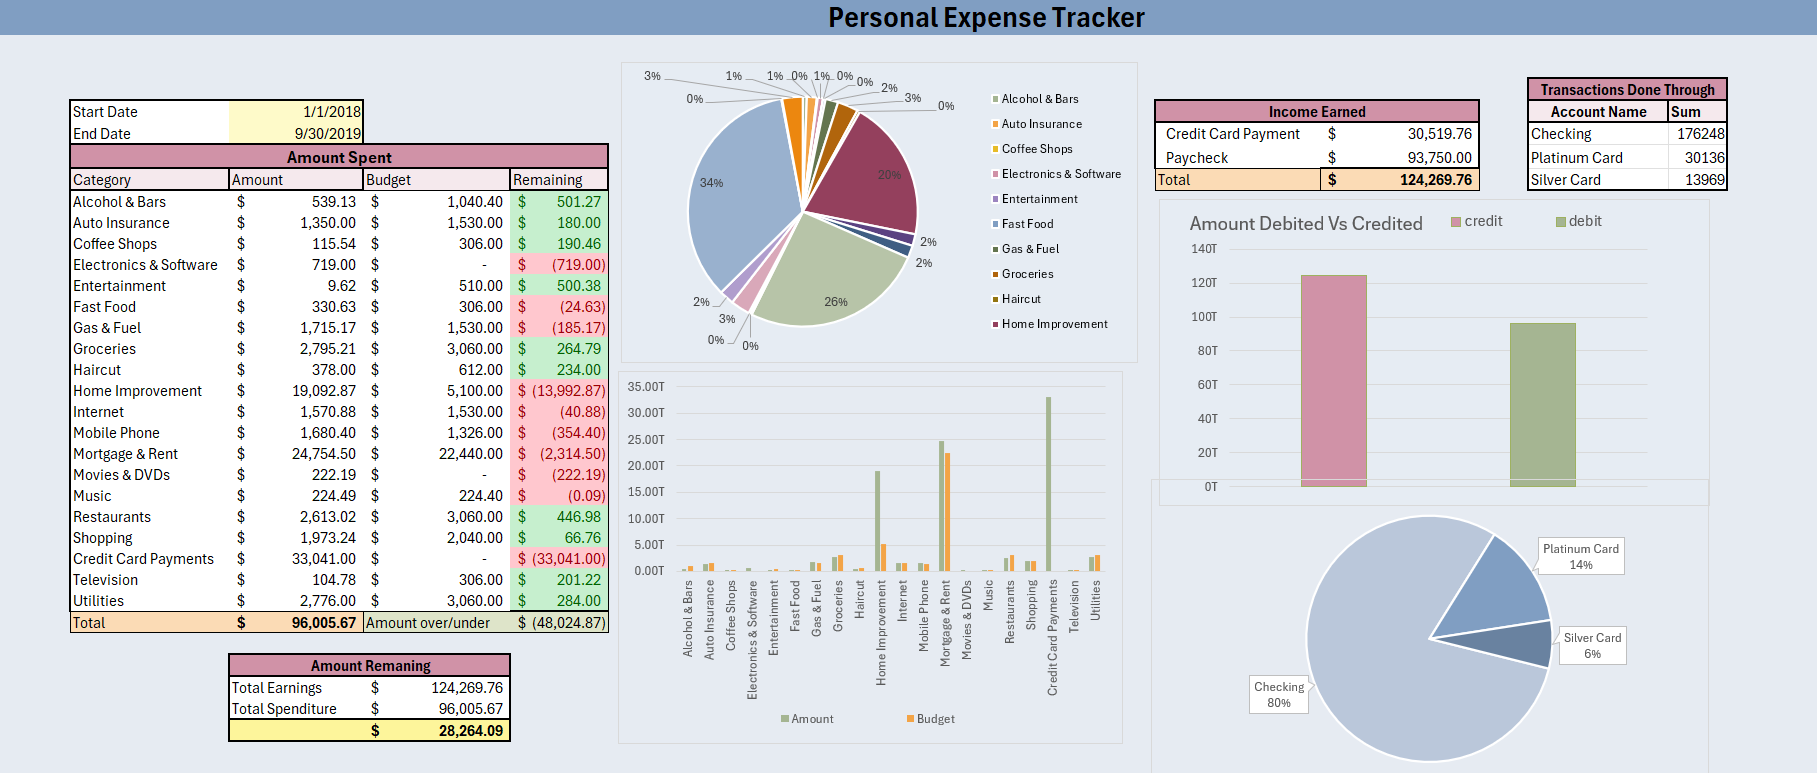 Personal Expense Tracker
Start Date 1/1/2018
End Date 9/30/2019
Amount Spent
Category Amount Budget Remaining
Alcohol & Bars $ 539.13 $ 1,040.40 $ 501.27
Auto Insurance $ 1,350.00 $ 1,530.00 $ 180.00
Coffee Shops $ 115.54 $ 306.00 $ 190.46
Electronics & Software $ 719.00 $ - $ (719.00)
Entertainment $ 9.62 $ 510.00 $ 500.38
Fast Food $ 330.63 $ 306.00 $ (24.63)
Gas & Fuel $ 1,715.17 $ 1,530.00 $ (185.17)
Groceries $ 2,795.21 $ 3,060.00 $ 264.79
Haircut $ 378.00 $ 612.00 $ 234.00
Home Improvement $ 19,092.87 $ 5,100.00 $ (13,992.87)
Internet $ 1,570.88 $ 1,530.00 $ (40.88)
Mobile Phone $ 1,680.40 $ 1,326.00 $ (354.40)
Mortgage & Rent $ 24,754.50 $ 22,440.00 $ (2,314.50)
Movies & DVDs $ 222.19 $ - $ (222.19)
Music $ 224.49 $ 224.40 $ (0.09)
Restaurants $ 2,613.02 $ 3,060.00 $ 446.98
Shopping $ 1,973.24 $ 2,040.00 $ 66.76
Credit Card Payments $ 33,041.00 $ - $ (33,041.00)
Television $ 104.78 $ 306.00 $ 201.22
Utilities $ 2,776.00 $ 3,060.00 $ 284.00
Total $ 96,005.67 Amount over/under $ (48,024.87)
Amount Remaning
Total Earnings $ 124,269.76
Total Spenditure $ 96,005.67
$ 28,264.09
3% 1% 1% 0% 1% 0% 0% 2% 3% 0%
0%
34%
20%
2%
2%
26%
2%
3%
0%
0%
Alcohol & Bars
Auto Insurance
Coffee Shops
Electronics & Software
Entertainment
Fast Food
Gas & Fuel
Groceries
Haircut
Home Improvement
35.00T
30.00T
25.00T
20.00T
15.00T
10.00T
5.00T
0.00T
Alcohol & Bars
Auto Insurance
Coffee Shops
Electronics & Software
Entertainment
Fast Food
Gas & Fuel
Groceries
Haircut
Home Improvement
Internet
Mobile Phone
Mortgage & Rent
Movies & DVDs
Music
Restaurants
Shopping
Credit Card Payments
Television
Utilities
Amount Budget
Income Earned
Credit Card Payment $ 30,519.76
Paycheck $ 93,750.00
Total $ 124,269.76
Transactions Done Through
Account Name Sum
Checking 176248
Platinum Card 30136
Silver Card 13969
Amount Debited Vs Credited credit debit
140T
120T
100T
80T
60T
40T
20T
0T
Platinum Card
14%
Silver Card
6%
Checking
80%